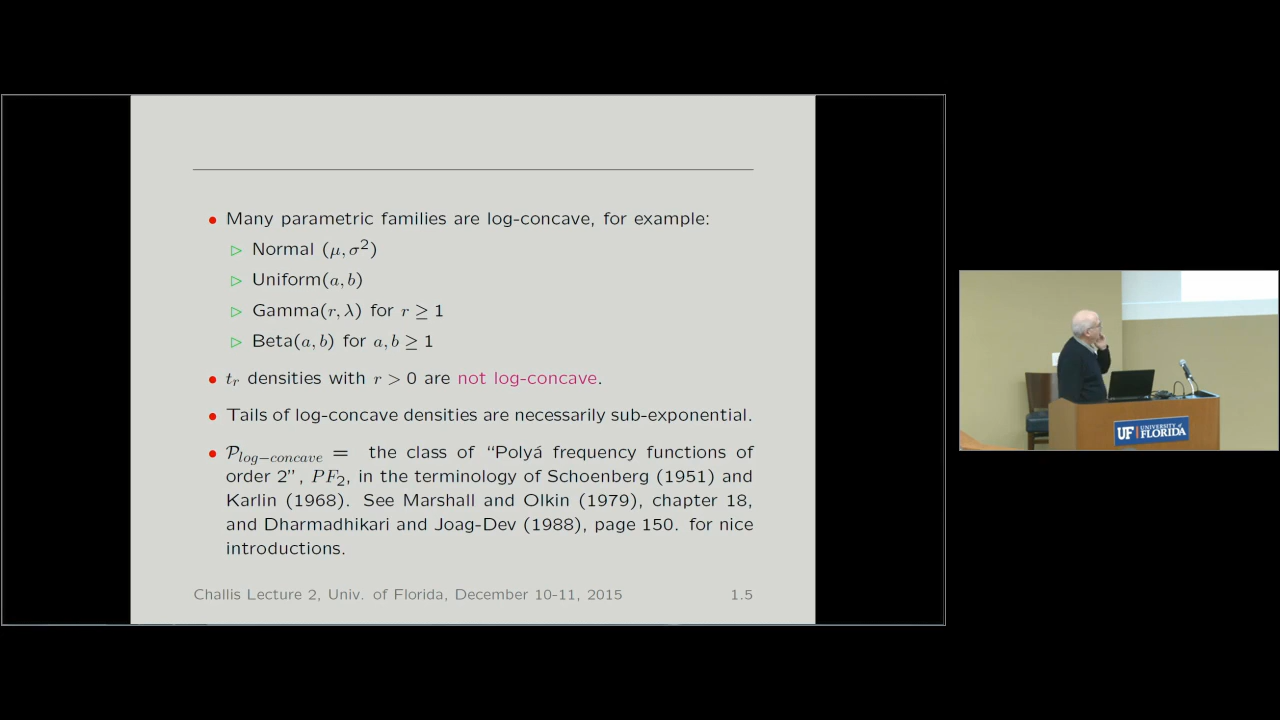 • Many parametric families are log-concave, for example:
▷ Normal (μ, σ²)
▷ Uniform(a, b)
▷ Gamma(r, λ) for r ≥ 1
▷ Beta(a, b) for a, b ≥ 1
• t_r densities with r > 0 are not log-concave.
• Tails of log-concave densities are necessarily sub-exponential.
• 𝒫_log−concave = the class of “Polyá frequency functions of
order 2”, PF₂, in the terminology of Schoenberg (1951) and
Karlin (1968). See Marshall and Olkin (1979), chapter 18,
and Dharmadhikari and Joag-Dev (1988), page 150. for nice
introductions.
Challis Lecture 2, Univ. of Florida, December 10-11, 2015 1.5
UF UNIVERSITY of
FLORIDA